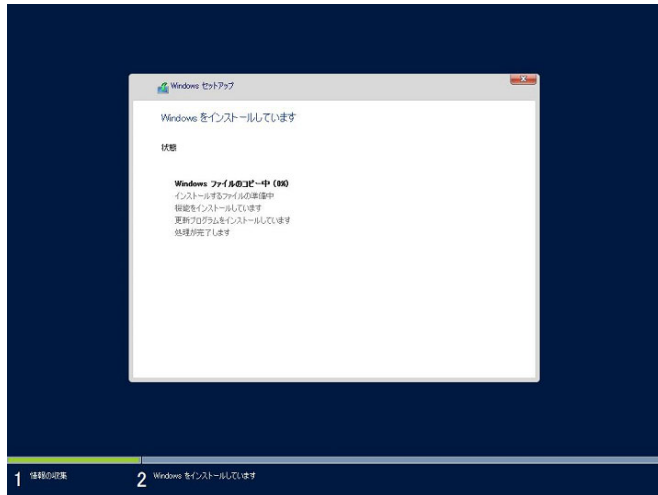 Windows セットアップ
Windows をインストールしています
状態
Windows ファイルのコピー中 (0%)
インストールするファイルの準備中
機能をインストールしています
更新プログラムをインストールしています
処理が完了します
1 情報の収集
2 Windows をインストールしています